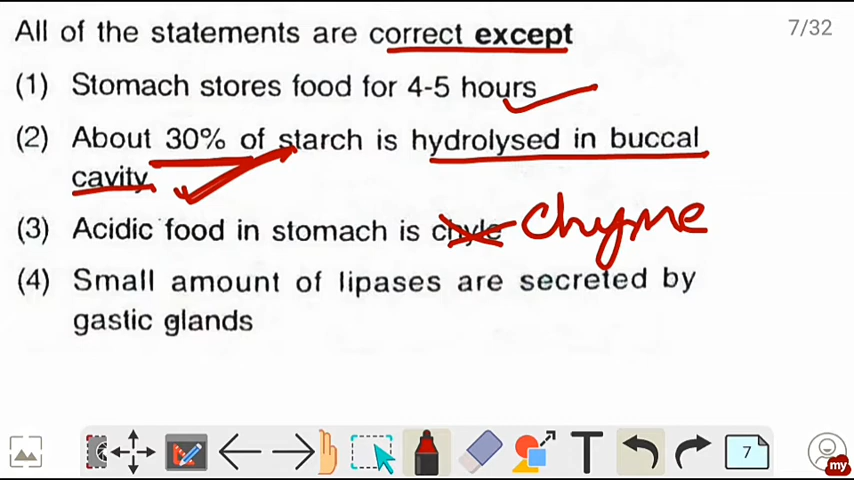 All of the statements are correct except
7/32
(1) Stomach stores food for 4-5 hours
(2) About 30% of starch is hydrolysed in buccal
cavity.
(3) Acidic food in stomach is chyle chyme
(4) Small amount of lipases are secreted by
gastic glands
T
7
my